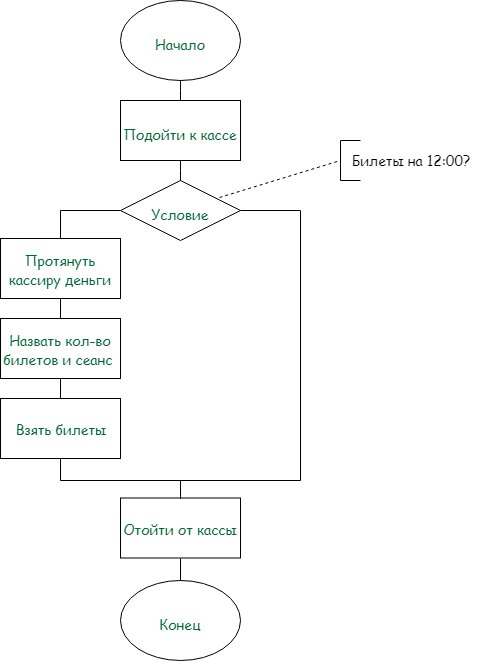 Начало
Подойти к кассе
Билеты на 12:00?
Условие
Протянуть
кассиру деньги
Назвать кол-во
билетов и сеанс
Взять билеты
Отойти от кассы
Конец